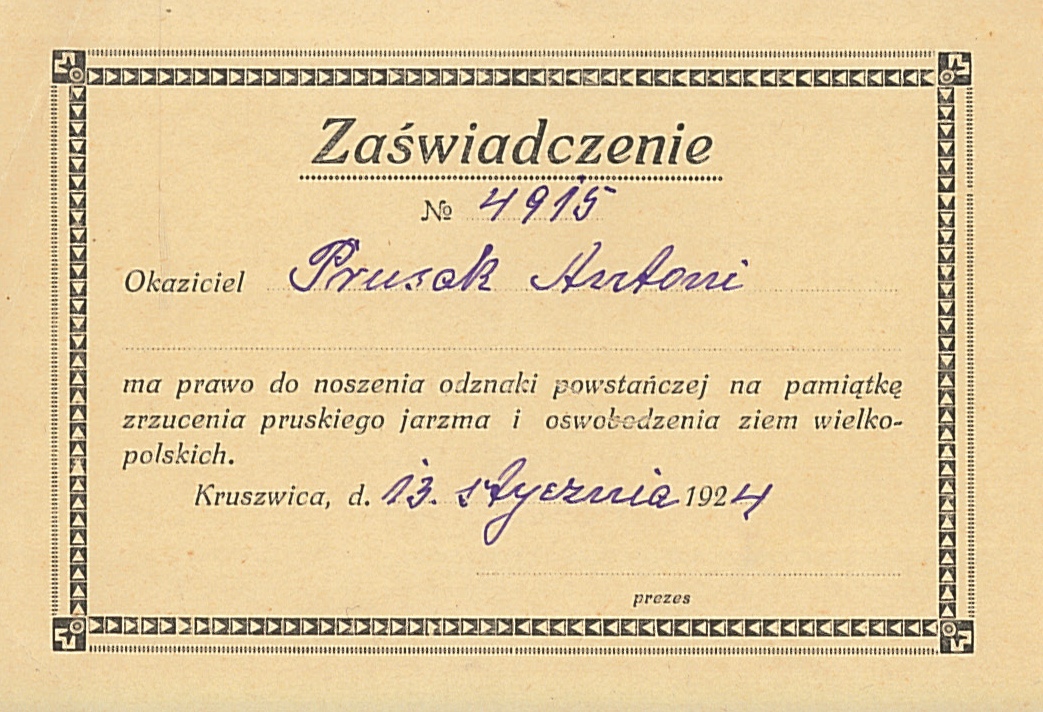 Zaświadczenie
№ 4915
Okaziciel Prusak Antoni
ma prawo do noszenia odznaki powstańczej na pamiątkę
zrzucenia pruskiego jarzma i oswobodzenia ziem wielko-
polskich.
Kruszwica, d. 13. stycznia 1924
prezes